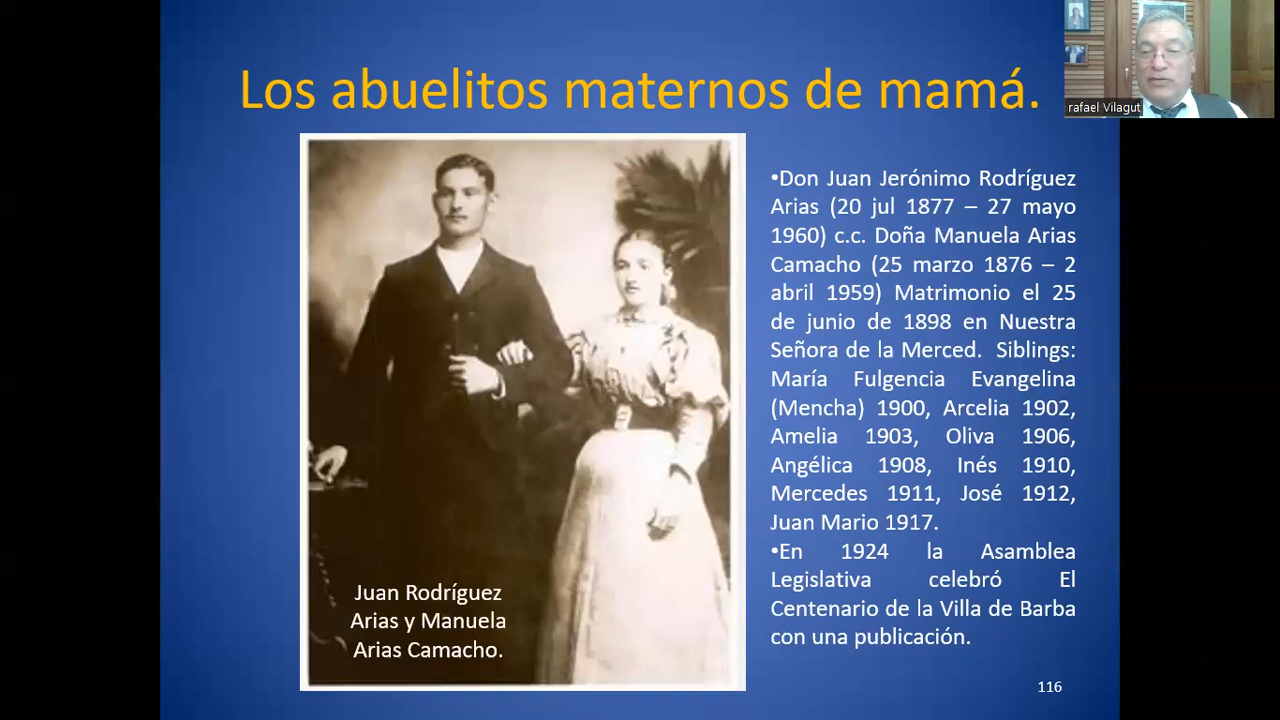 Los abuelitos maternos de mamá.
rafael Vilagut
•Don Juan Jerónimo Rodríguez
Arias (20 jul 1877 – 27 mayo
1960) c.c. Doña Manuela Arias
Camacho (25 marzo 1876 – 2
abril 1959) Matrimonio el 25
de junio de 1898 en Nuestra
Señora de la Merced. Siblings:
María Fulgencia Evangelina
(Mencha) 1900, Arcelia 1902,
Amelia 1903, Oliva 1906,
Angélica 1908, Inés 1910,
Mercedes 1911, José 1912,
Juan Mario 1917.
•En 1924 la Asamblea
Legislativa celebró El
Centenario de la Villa de Barba
con una publicación.
Juan Rodríguez
Arias y Manuela
Arias Camacho.
116